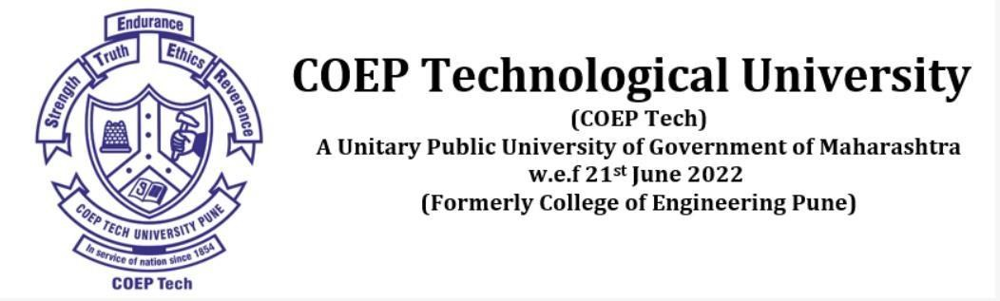 Endurance
Truth
Ethics
Strength
Reverence
COEP TECH UNIVERSITY PUNE
In service of nation since 1854
COEP Tech
COEP Technological University
(COEP Tech)
A Unitary Public University of Government of Maharashtra
w.e.f 21st June 2022
(Formerly College of Engineering Pune)